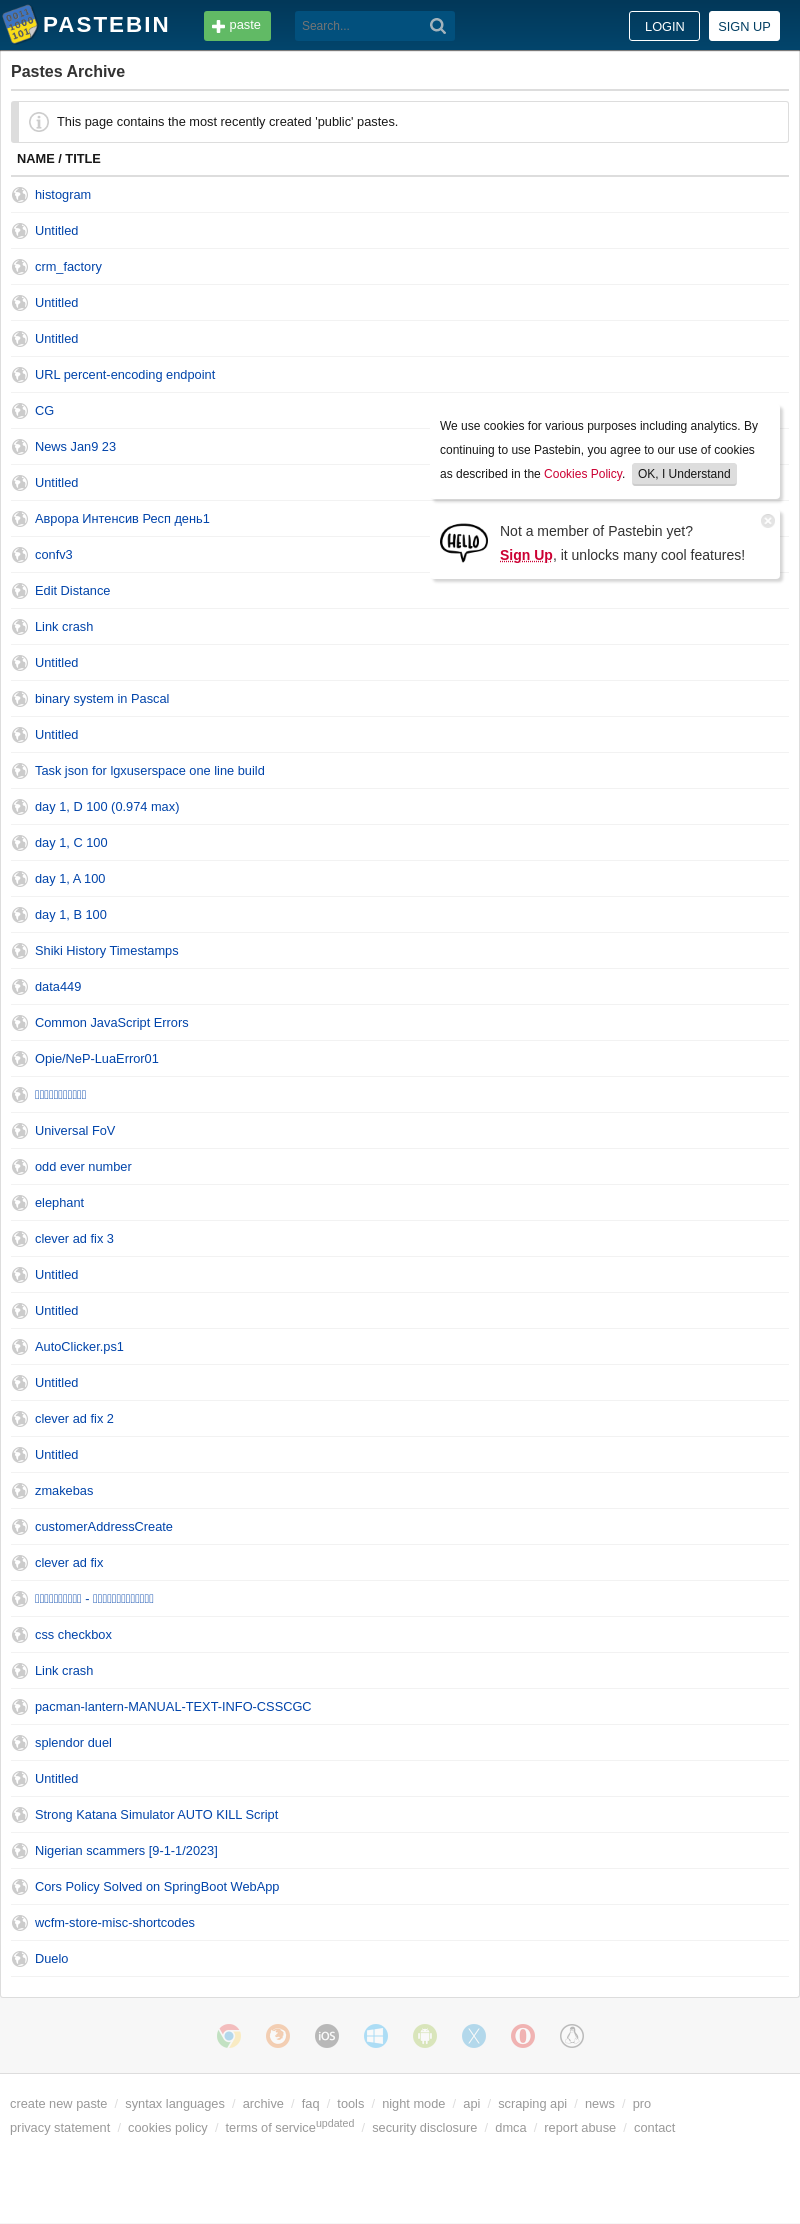 PASTEBIN
paste
Search...
LOGIN
SIGN UP
Pastes Archive
This page contains the most recently created 'public' pastes.
NAME / TITLE
histogram
Untitled
crm_factory
Untitled
Untitled
URL percent-encoding endpoint
CG
News Jan9 23
Untitled
Аврора Интенсив Респ день1
confv3
We use cookies for various purposes including analytics. By
continuing to use Pastebin, you agree to our use of cookies
as described in the Cookies Policy. OK, I Understand
HELLO
Not a member of Pastebin yet?
Sign Up, it unlocks many cool features!
Edit Distance
Link crash
Untitled
binary system in Pascal
Untitled
Task json for lgxuserspace one line build
day 1, D 100 (0.974 max)
day 1, C 100
day 1, A 100
day 1, B 100
Shiki History Timestamps
data449
Common JavaScript Errors
Opie/NeP-LuaError01
Universal FoV
odd ever number
elephant
clever ad fix 3
Untitled
Untitled
AutoClicker.ps1
Untitled
clever ad fix 2
Untitled
zmakebas
customerAddressCreate
clever ad fix
-
css checkbox
Link crash
pacman-lantern-MANUAL-TEXT-INFO-CSSCGC
splendor duel
Untitled
Strong Katana Simulator AUTO KILL Script
Nigerian scammers [9-1-1/2023]
Cors Policy Solved on SpringBoot WebApp
wcfm-store-misc-shortcodes
Duelo
iOS
create new paste / syntax languages / archive / faq / tools / night mode / api / scraping api / news / pro
privacy statement / cookies policy / terms of service updated / security disclosure / dmca / report abuse / contact